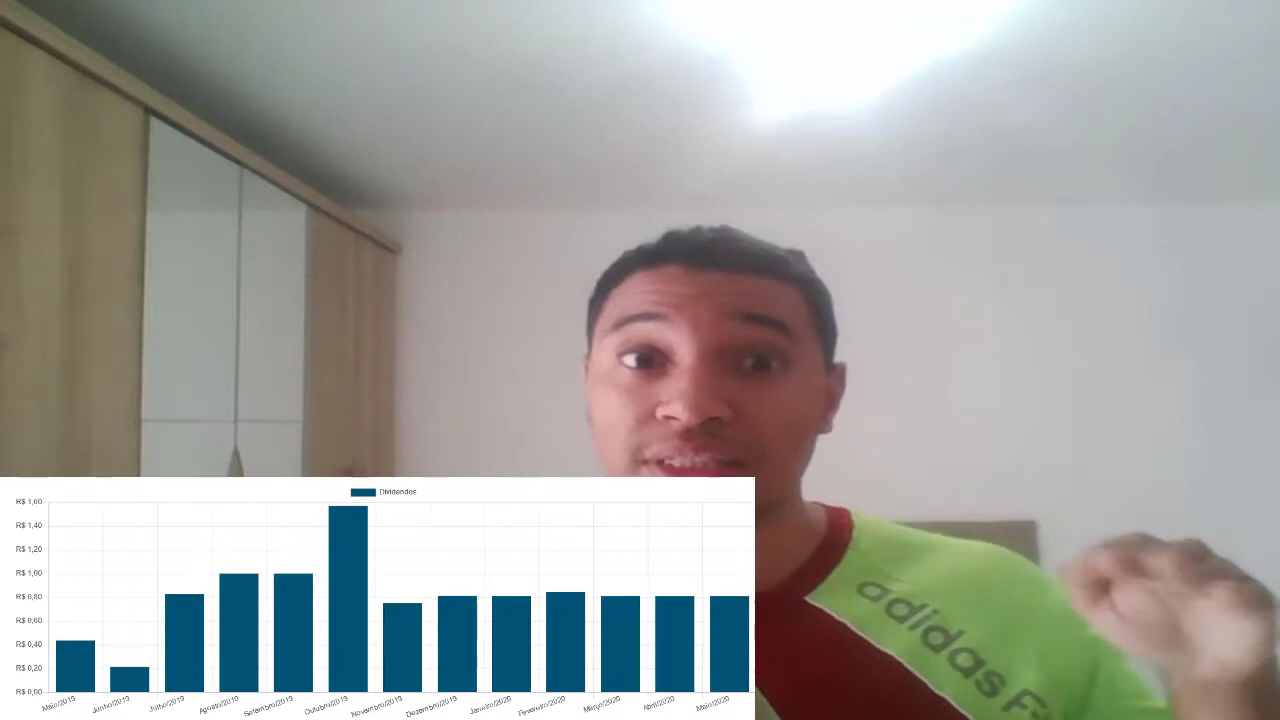 Dividendos
R$ 1,60
R$ 1,40
R$ 1,20
R$ 1,00
R$ 0,80
R$ 0,60
R$ 0,40
R$ 0,20
R$ 0,00
Maio/2019
Junho/2019
Julho/2019
Agosto/2019
Setembro/2019
Outubro/2019
Novembro/2019
Dezembro/2019
Janeiro/2020
Fevereiro/2020
Março/2020
Abril/2020
Maio/2020
adidas